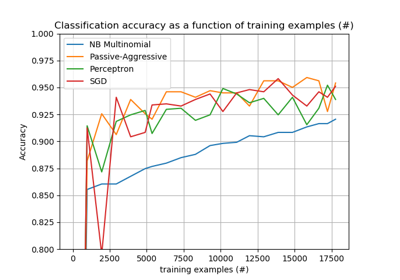 Classification accuracy as a function of training examples (#)
NB Multinomial
Passive-Aggressive
Perceptron
SGD
Accuracy
1.000
0.975
0.950
0.925
0.900
0.875
0.850
0.825
0.800
0 2500 5000 7500 10000 12500 15000 17500
training examples (#)